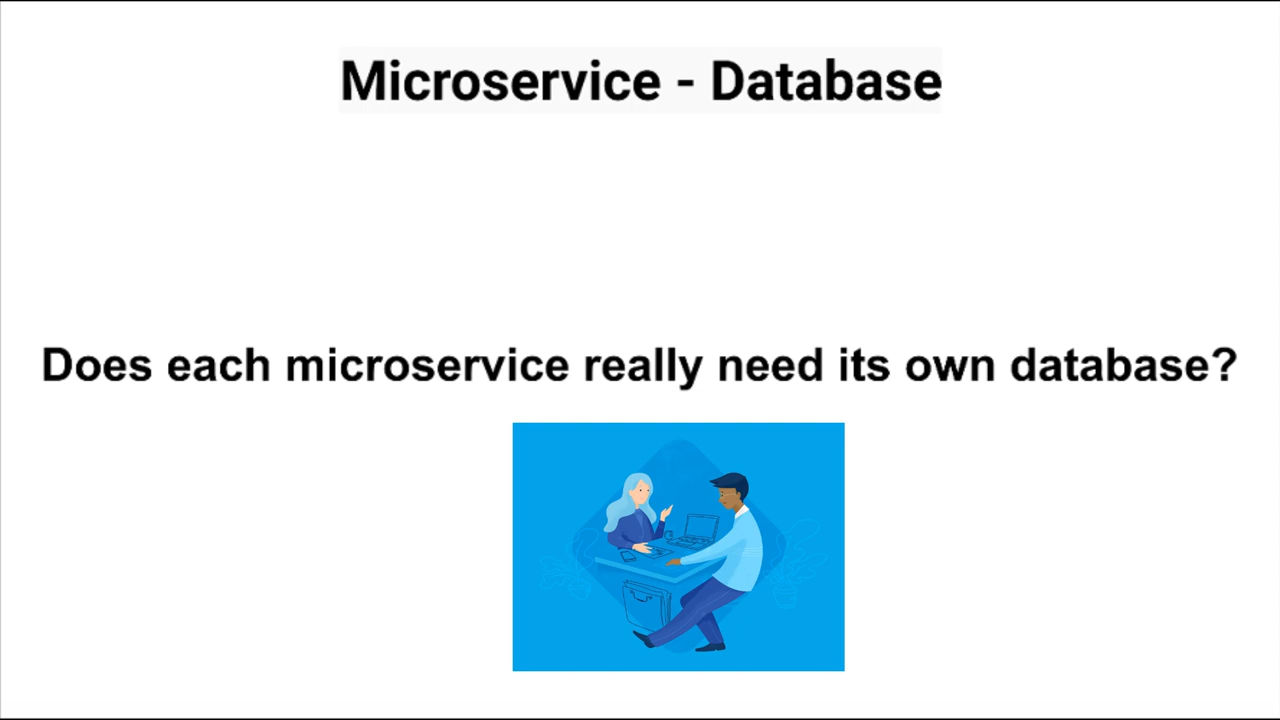 Microservice - Database
Does each microservice really need its own database?